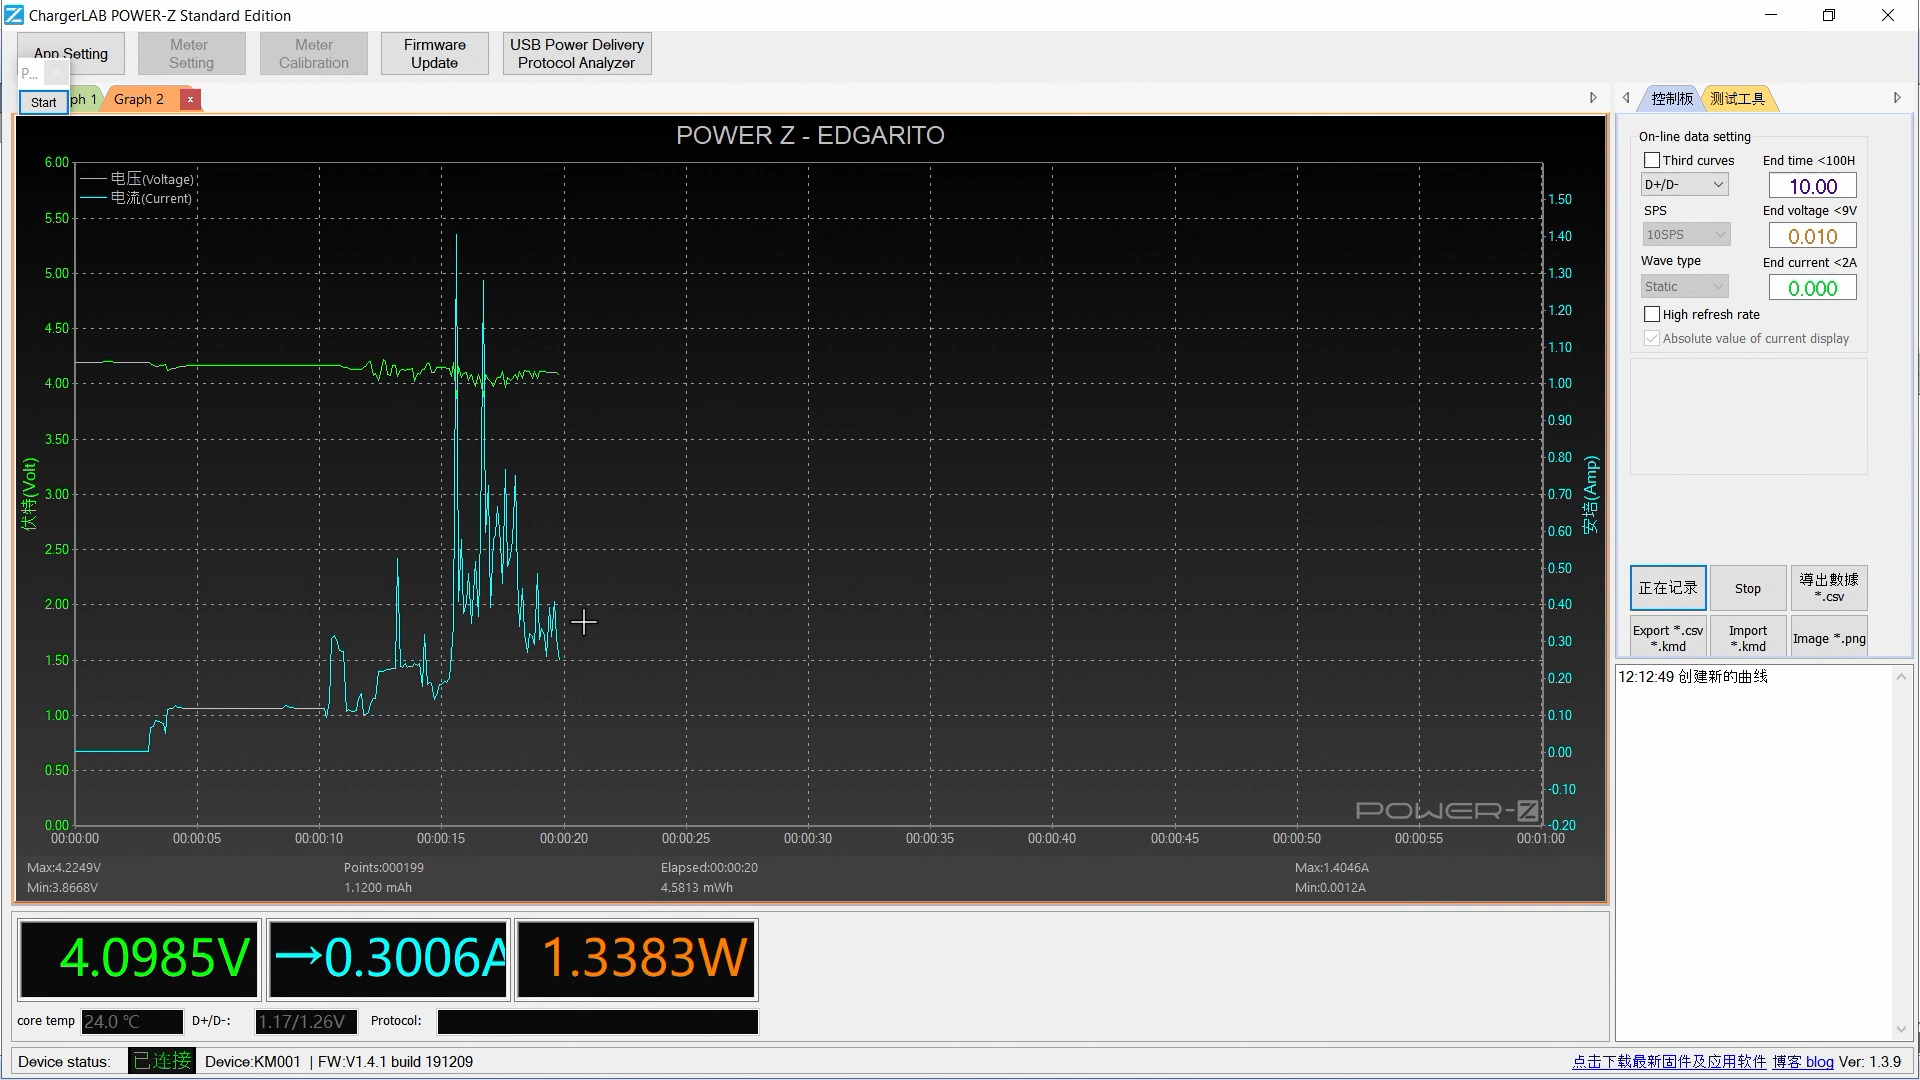 ChargerLAB POWER-Z Standard Edition
App Setting
Meter
Setting
Meter
Calibration
Firmware
Update
USB Power Delivery
Protocol Analyzer
P...
Start
ph 1
Graph 2
x
控制板
测试工具
POWER Z - EDGARITO
电压(Voltage)
电流(Current)
6.00
5.50
5.00
4.50
4.00
3.50
3.00
2.50
2.00
1.50
1.00
0.50
0.00
伏特(Volt)
1.50
1.40
1.30
1.20
1.10
1.00
0.90
0.80
0.70
0.60
0.50
0.40
0.30
0.20
0.10
0.00
-0.10
-0.20
安培(Amp)
POWER-Z
00:00:00
00:00:05
00:00:10
00:00:15
00:00:20
00:00:25
00:00:30
00:00:35
00:00:40
00:00:45
00:00:50
00:00:55
00:01:00
Max:4.2249V
Points:000199
Elapsed:00:00:20
Max:1.4046A
Min:3.8668V
1.1200 mAh
4.5813 mWh
Min:0.0012A
On-line data setting
Third curves
End time <100H
D+/D-
10.00
SPS
End voltage <9V
10SPS
0.010
Wave type
End current <2A
Static
0.000
High refresh rate
Absolute value of current display
正在记录
Stop
導出數據
*.csv
Export *.csv
*.kmd
Import
*.kmd
Image *.png
12:12:49 创建新的曲线
4.0985V
→0.3006A
1.3383W
core temp
24.0 ℃
D+/D-:
1.17/1.26V
Protocol:
Device status:
已连接
Device:KM001 | FW:V1.4.1 build 191209
点击下载最新固件及应用软件 博客 blog Ver: 1.3.9